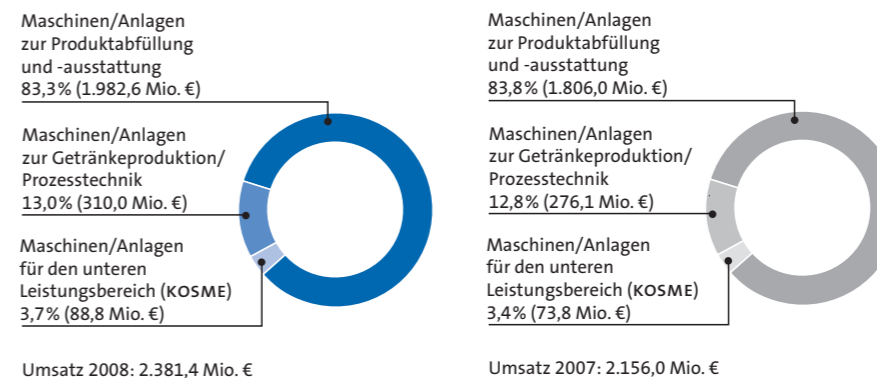 Maschinen/Anlagen
zur Produktabfüllung
und -ausstattung
83,3% (1.982,6 Mio. €)
Maschinen/Anlagen
zur Getränkeproduktion/
Prozesstechnik
13,0% (310,0 Mio. €)
Maschinen/Anlagen
für den unteren
Leistungsbereich (KOSME)
3,7% (88,8 Mio. €)
Umsatz 2008: 2.381,4 Mio. €
Maschinen/Anlagen
zur Produktabfüllung
und -ausstattung
83,8% (1.806,0 Mio. €)
Maschinen/Anlagen
zur Getränkeproduktion/
Prozesstechnik
12,8% (276,1 Mio. €)
Maschinen/Anlagen
für den unteren
Leistungsbereich (KOSME)
3,4% (73,8 Mio. €)
Umsatz 2007: 2.156,0 Mio. €